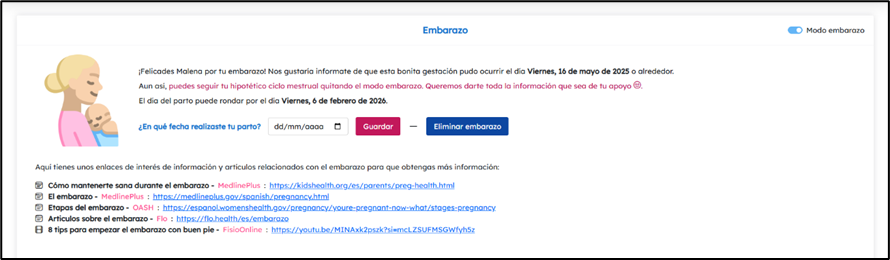 Embarazo
Modo embarazo
¡Felicades Malena por tu embarazo! Nos gustaría informate de que esta bonita gestación pudo ocurrir el día Viernes, 16 de mayo de 2025 o alrededor.
Aun así, puedes seguir tu hipotética ciclo mestrual quitando el modo embarazo. Queremos darte toda la información que sea de tu apoyo
El día del parto puede rondar por el día Viernes, 6 de febrero de 2026.
¿En qué fecha realizaste tu parto? dd/mm/aaaa Guardar — Eliminar embarazo
Aquí tienes unos enlaces de interés de información y artículos relacionados con el embarazo para que obtengas más información:
Cómo mantenerte sana durante el embarazo - MedlinePlus : https://kidshealth.org/es/parents/preg-health.html
El embarazo - MedlinePlus : https://medlineplus.gov/spanish/pregnancy.html
Etapas del embarazo - OASH : https://espanol.womenshealth.gov/pregnancy/youre-pregnant-now-what/stages-pregnancy
Artículos sobre el embarazo - Flo : https://flo.health/es/embarazo
8 tips para empezar el embarazo con buen pie - FisioOnline : https://youtu.be/MINAxk2pszk?si=mcLZSUFMSGWfyh5z